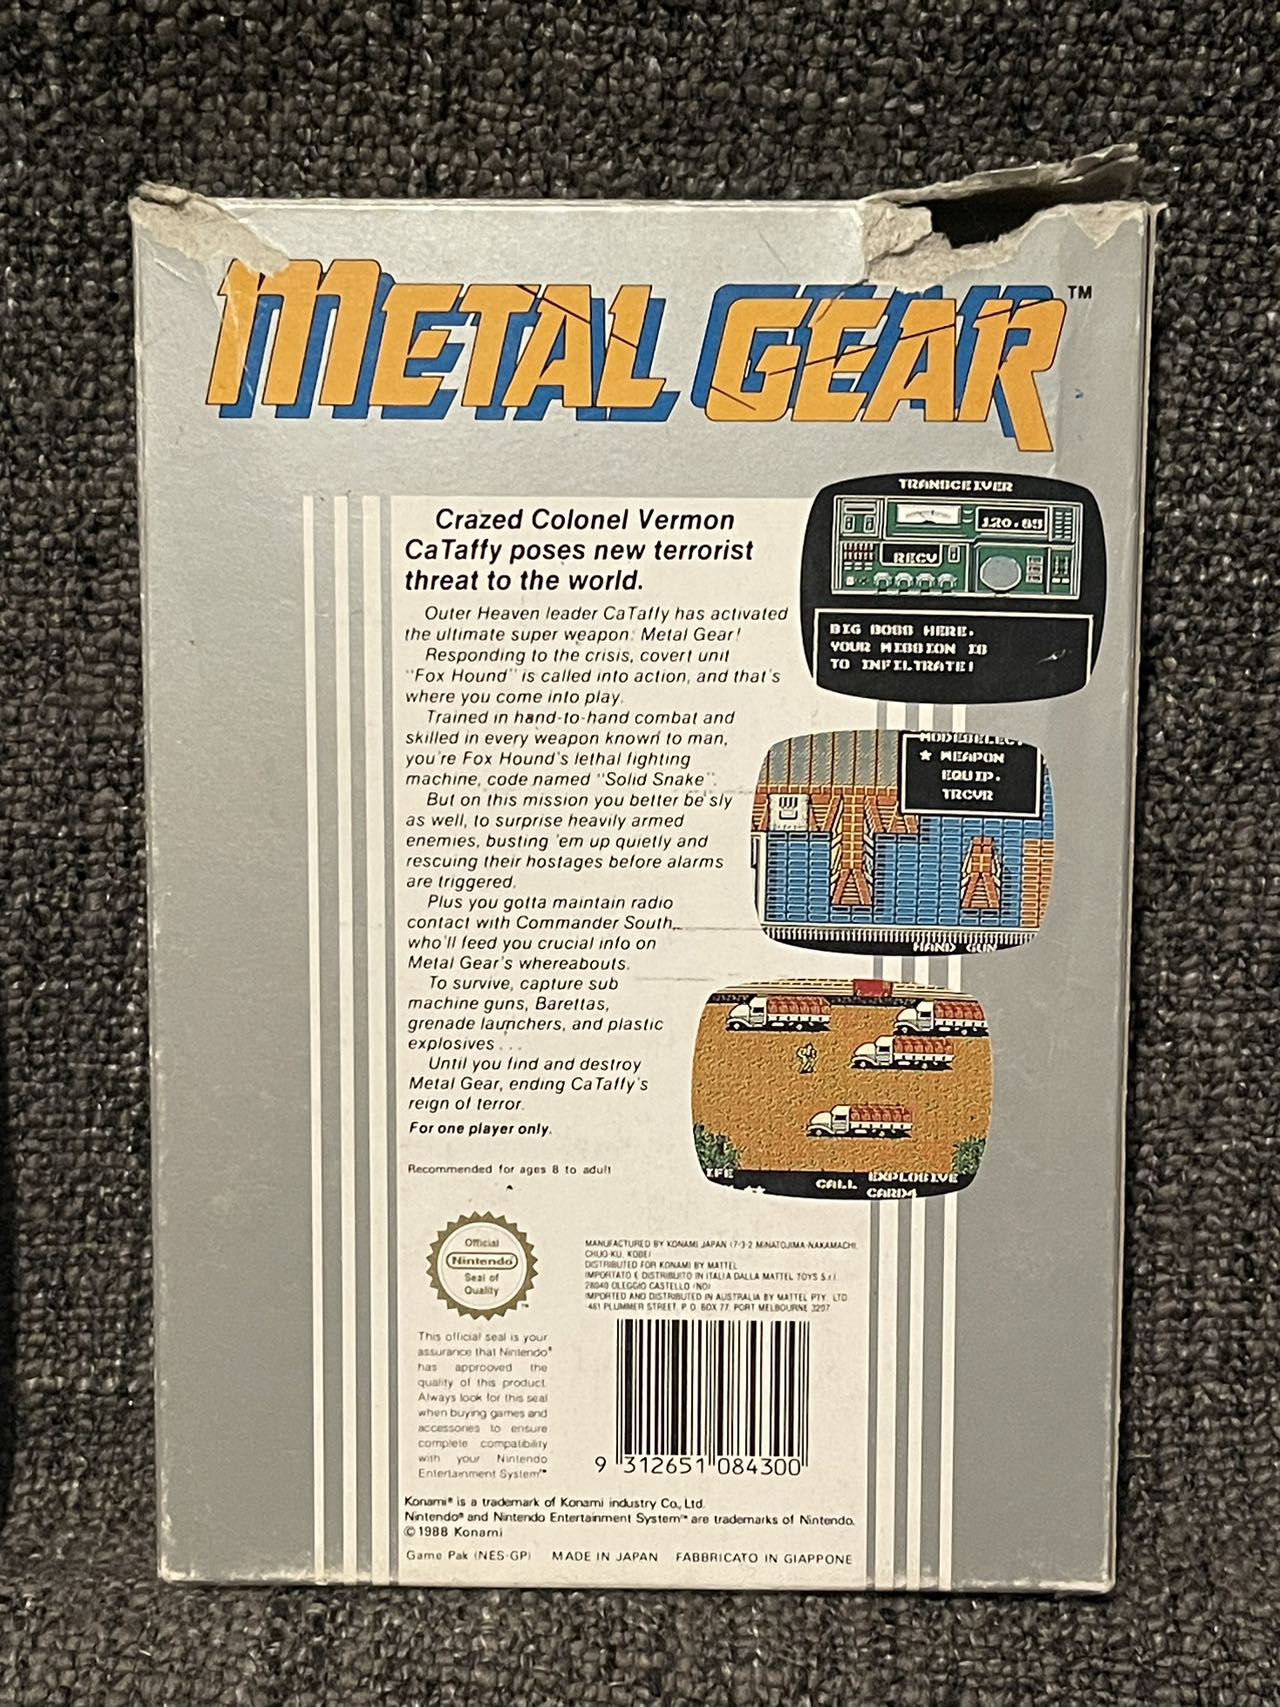 METAL GEAR™
Crazed Colonel Vermon
CaTaffy poses new terrorist
threat to the world.
Outer Heaven leader CaTaffy has activated
the ultimate super weapon: Metal Gear!
Responding to the crisis, covert unit
"Fox Hound" is called into action, and that's
where you come into play.
Trained in hand-to-hand combat and
skilled in every weapon known to man,
you're Fox Hound's lethal fighting
machine, code named "Solid Snake".
But on this mission you better be sly
as well, to surprise heavily armed
enemies, busting 'em up quietly and
rescuing their hostages before alarms
are triggered.
Plus you gotta maintain radio
contact with Commander South,
who'll feed you crucial info on
Metal Gear's whereabouts.
To survive, capture sub
machine guns, Barettas,
grenade launchers, and plastic
explosives . . .
Until you find and destroy
Metal Gear, ending CaTaffy's
reign of terror.
For one player only.
Recommended for ages 8 to adult
TRANSCEIVER
120.85
RECV
BIG BOSS HERE.
YOUR MISSION IS
TO INFILTRATE!
MODESELECT
★ WEAPON
EQUIP.
TRCVR
HAND GUN
IFE
CALL EXPLOSIVE
CARD4
Official
Nintendo
Seal of
Quality
™
This official seal is your
assurance that Nintendo®
has approoved the
quality of this product.
Always look for this seal
when buying games and
accessories to ensure
complete compatibility
with your Nintendo
Entertainment System™
MANUFACTURED BY KONAMI JAPAN (7-3-2 MINATOJIMA-NAKAMACHI,
CHUO-KU, KOBE)
DISTRIBUTED FOR KONAMI BY MATTEL
IMPORTATO E DISTRIBUITO IN ITALIA DALLA MATTEL TOYS S.r.l.
28040 OLEGGIO CASTELLO (NO)
IMPORTED AND DISTRIBUTED IN AUSTRALIA BY MATTEL PTY. LTD.
461 PLUMMER STREET, P.O. BOX 77, PORT MELBOURNE 3207
9 312651 084300
Konami® is a trademark of Konami industry Co., Ltd.
Nintendo® and Nintendo Entertainment System™ are trademarks of Nintendo.
© 1988 Konami
Game Pak (NES-GP) MADE IN JAPAN FABBRICATO IN GIAPPONE